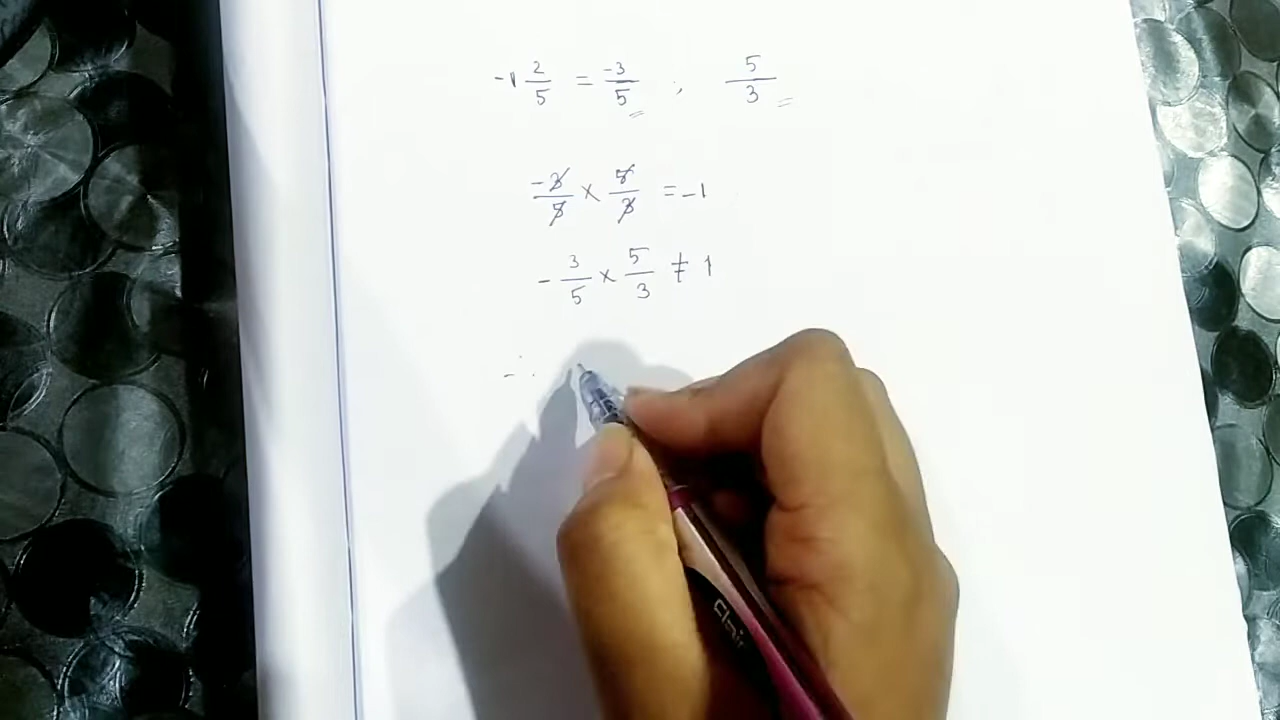 -1 2/5 = -3/5 ; 5/3
-3/5 × 5/3 = -1
- 3/5 × 5/3 ≠ 1
∴